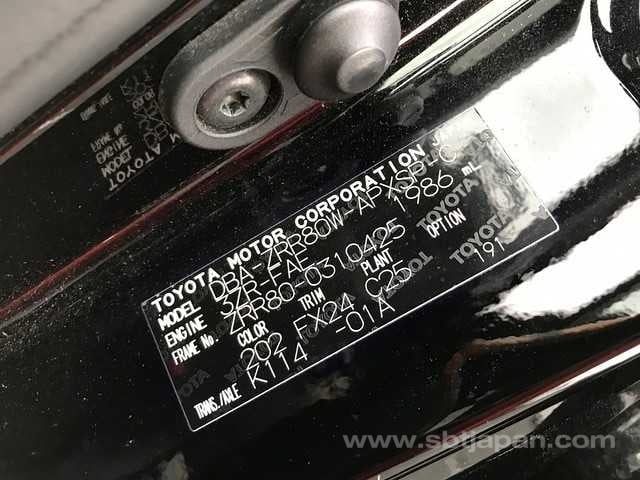 TOYOTA MOTOR CORPORATION
MODEL DBA-ZRR80W-APXSP-C
ENGINE 3ZR-FAE 1986 mL
FRAME No. ZRR80-0310425
COLOR TRIM PLANT OPTION
202 FX24 C25 191
TRANS./AXLE K114 -01A
www.sbtjapan.com